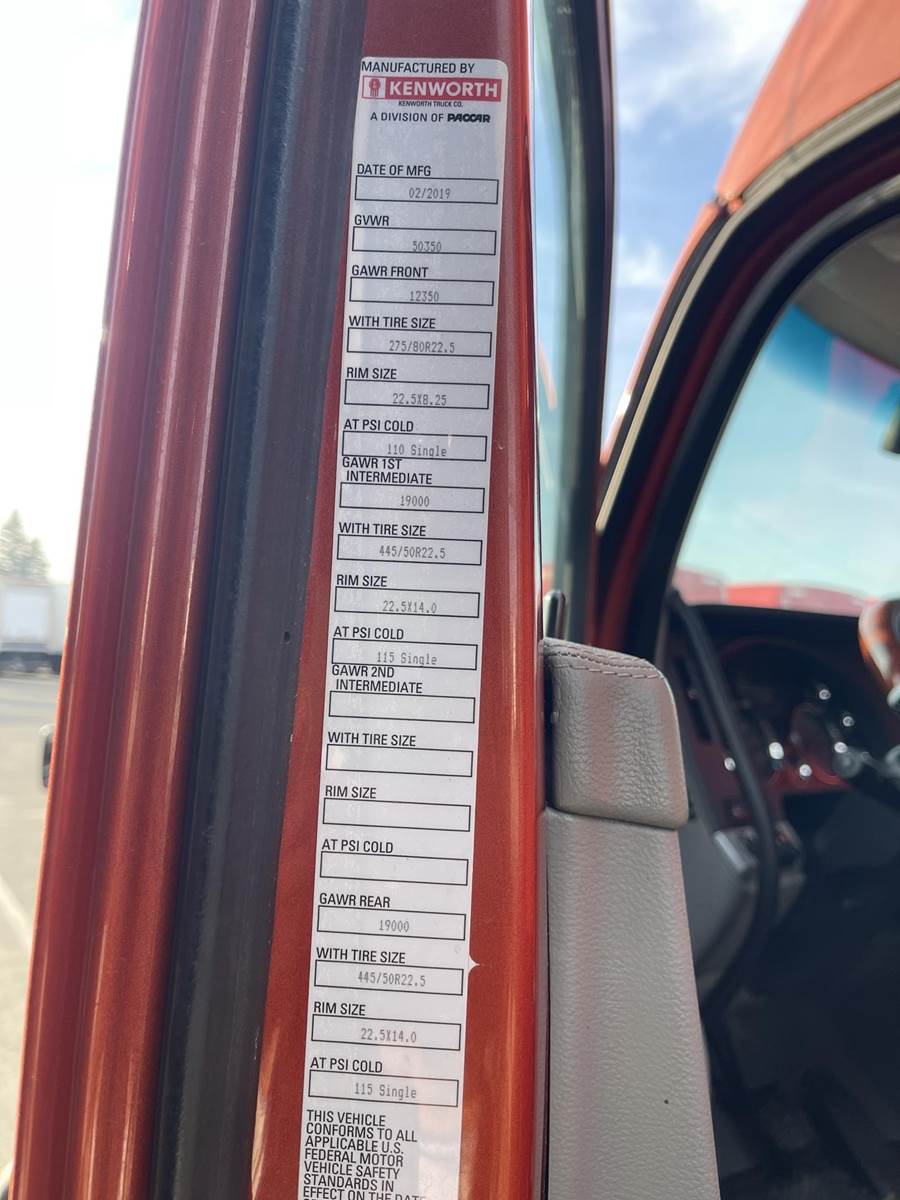 MANUFACTURED BY
KENWORTH
KENWORTH TRUCK CO.
A DIVISION OF PACCAR
DATE OF MFG
02/2019
GVWR
50350
GAWR FRONT
12350
WITH TIRE SIZE
275/80R22.5
RIM SIZE
22.5X8.25
AT PSI COLD
110 Single
GAWR 1ST
INTERMEDIATE
19000
WITH TIRE SIZE
445/50R22.5
RIM SIZE
22.5X14.0
AT PSI COLD
115 Single
GAWR 2ND
INTERMEDIATE
WITH TIRE SIZE
RIM SIZE
AT PSI COLD
GAWR REAR
19000
WITH TIRE SIZE
445/50R22.5
RIM SIZE
22.5X14.0
AT PSI COLD
115 Single
THIS VEHICLE
CONFORMS TO ALL
APPLICABLE U.S.
FEDERAL MOTOR
VEHICLE SAFETY
STANDARDS IN
EFFECT ON THE DATE